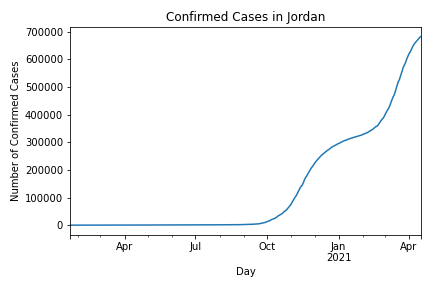 Confirmed Cases in Jordan
700000
600000
500000
400000
300000
200000
100000
0
Number of Confirmed Cases
Apr
Jul
Oct
Jan
2021
Apr
Day